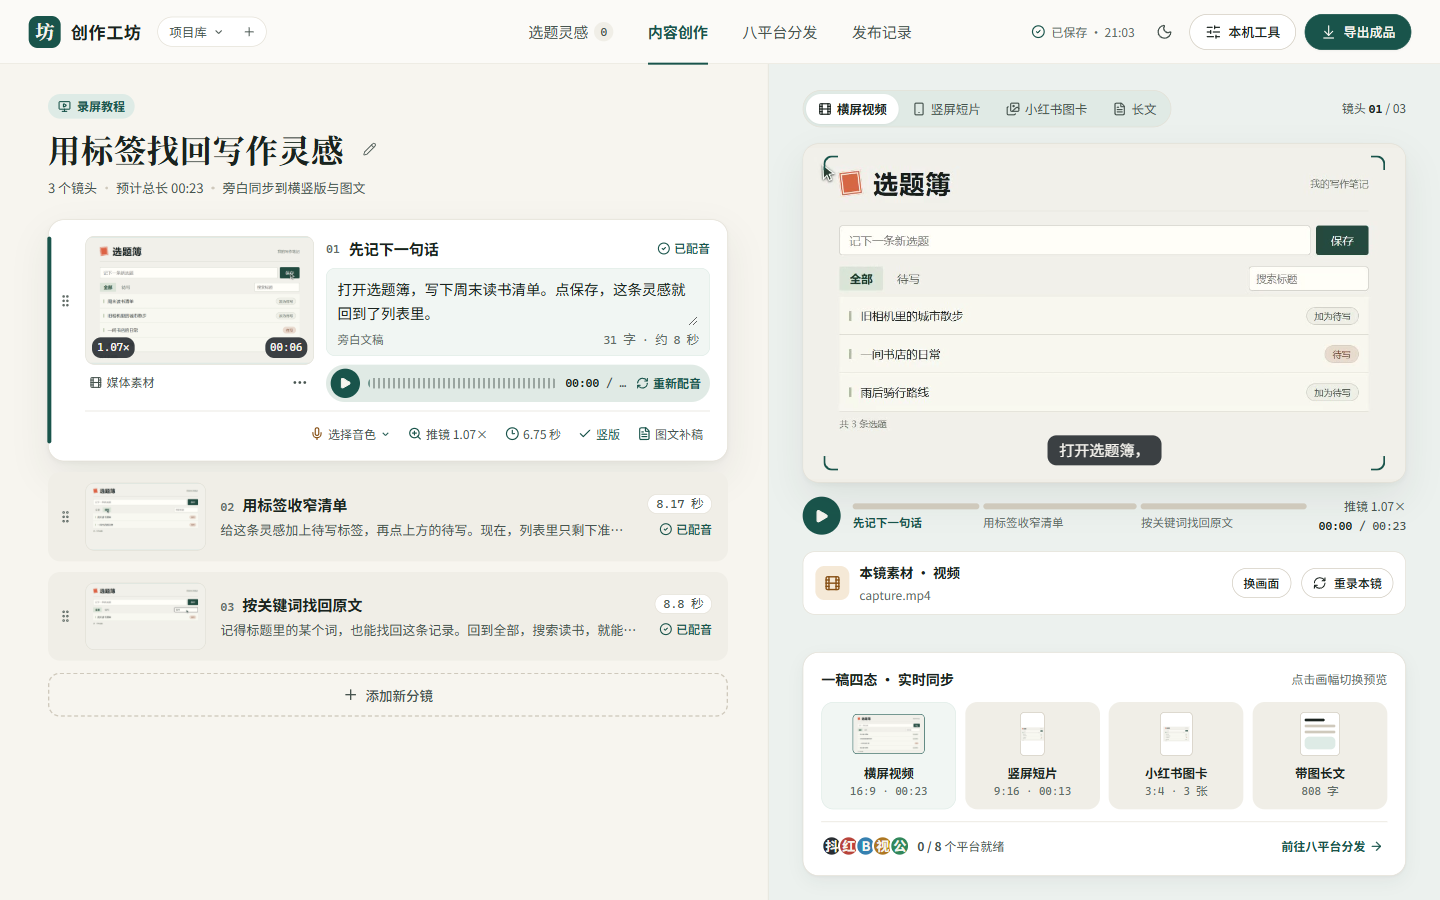 坊 创作工坊 项目库
选题灵感 0 内容创作 八平台分发 发布记录
已保存 · 21:03 本机工具 导出成品
录屏教程
用标签找回写作灵感
3 个镜头 · 预计总长 00:23 · 旁白同步到横竖版与图文
选题簿
1.07× 00:06
媒体素材
01 先记下一句话 已配音
打开选题簿，写下周末读书清单。点保存，这条灵感就
回到了列表里。
旁白文稿 31 字 · 约 8 秒
00:00 / … 重新配音
选择音色 推镜 1.07× 6.75 秒 竖版 图文补稿
02 用标签收窄清单 8.17 秒
给这条灵感加上待写标签，再点上方的待写。现在，列表里只剩下准… 已配音
03 按关键词找回原文 8.8 秒
记得标题里的某个词，也能找回这条记录。回到全部，搜索读书，就能… 已配音
添加新分镜
横屏视频 竖屏短片 小红书图卡 长文 镜头 01 / 03
选题簿 我的写作笔记
记下一条新选题 保存
全部 待写 搜索标题
旧相机里的城市散步 加为待写
一间书店的日常 待写
雨后骑行路线 加为待写
共 3 条选题
打开选题簿，
先记下一句话 用标签收窄清单 按关键词找回原文
推镜 1.07×
00:00 / 00:23
本镜素材 · 视频
capture.mp4
换画面 重录本镜
一稿四态 · 实时同步 点击画幅切换预览
横屏视频 竖屏短片 小红书图卡 带图长文
16:9 · 00:23 9:16 · 00:13 3:4 · 3 张 808 字
抖 红 B 视 公 0 / 8 个平台就绪 前往八平台分发